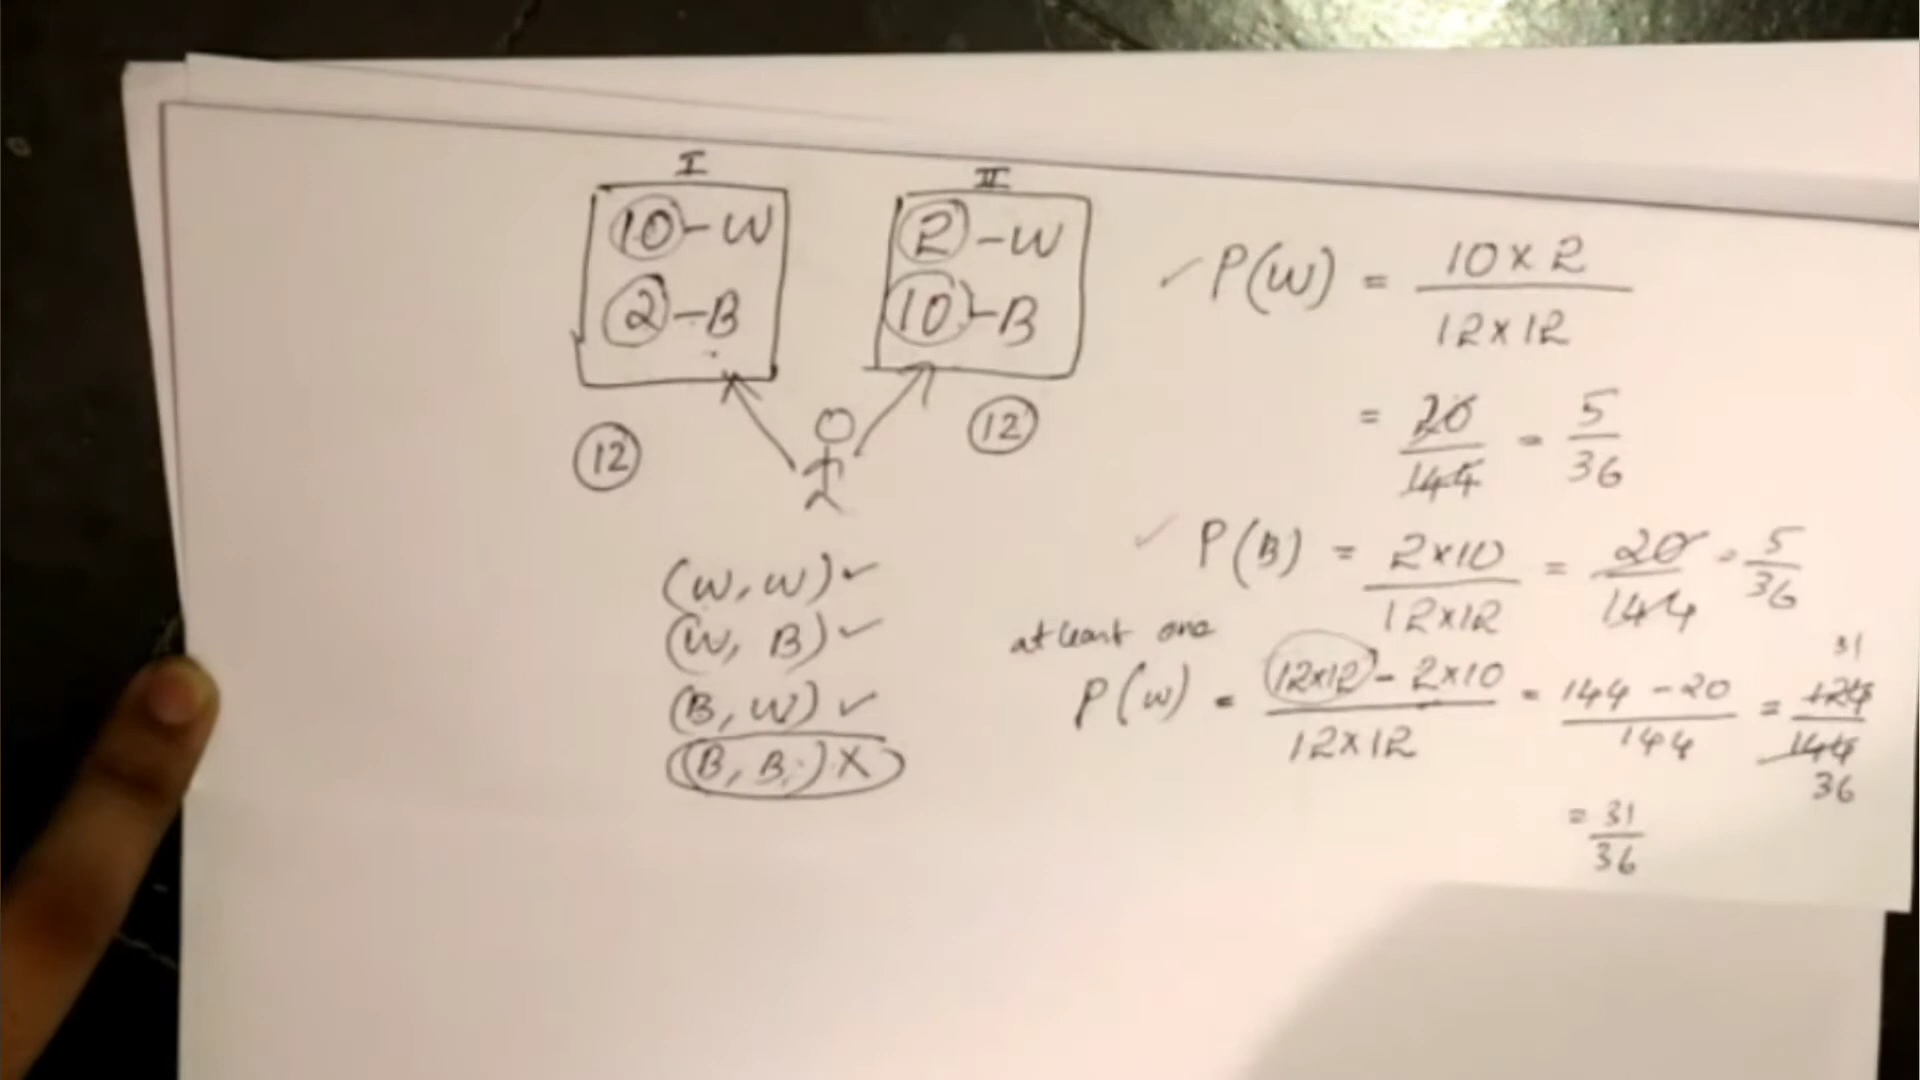 I
10-W
2-B
12
II
2-W
10-B
12
(W, W) ✓
(W, B) ✓
(B, W) ✓
(B, B) X
✓ P(W) = 10 × 2 / 12 × 12
= 20/144 = 5/36
✓ P(B) = 2×10 / 12×12 = 20/144 = 5/36
at least one
P(W) = 12×12 - 2×10 / 12×12 = 144 - 20 / 144 = 124/144 31 36
= 31/36